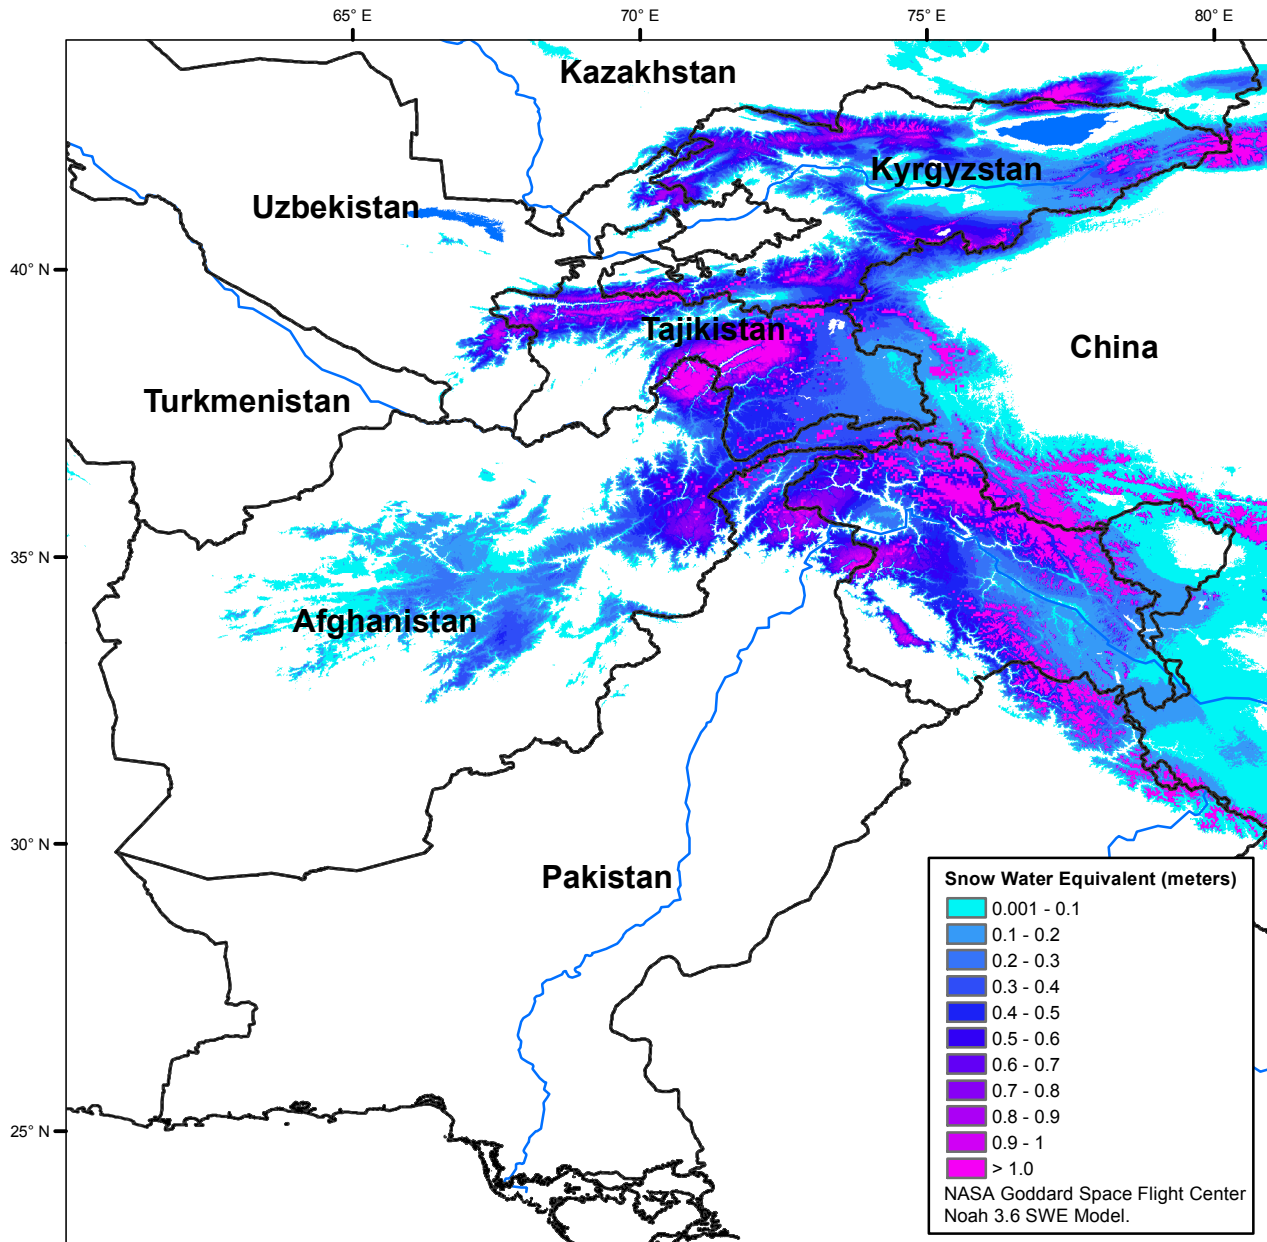 65° E
70° E
75° E
80° E
Kazakhstan
Kyrgyzstan
Uzbekistan
40° N
Tajikistan
China
Turkmenistan
35° N
Afghanistan
30° N
Pakistan
25° N
Snow Water Equivalent (meters)
0.001 - 0.1
0.1 - 0.2
0.2 - 0.3
0.3 - 0.4
0.4 - 0.5
0.5 - 0.6
0.6 - 0.7
0.7 - 0.8
0.8 - 0.9
0.9 - 1
> 1.0
NASA Goddard Space Flight Center
Noah 3.6 SWE Model.